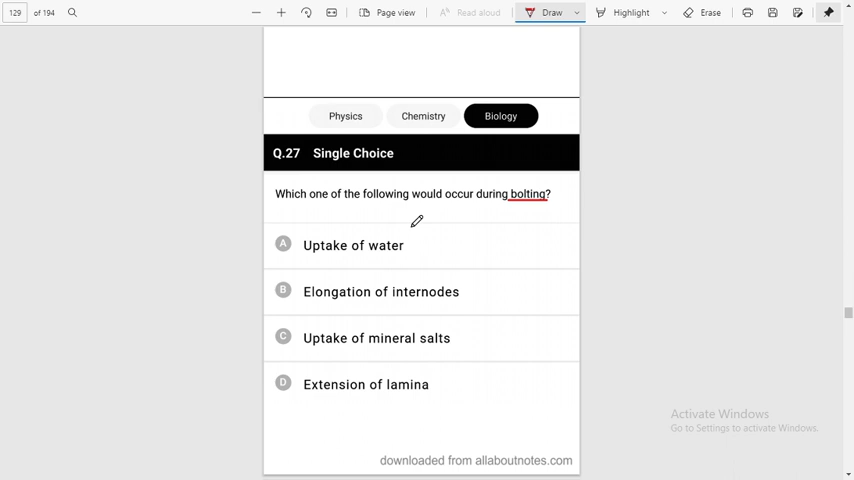 129 of 194 Page view Read aloud Draw Highlight Erase
Physics Chemistry Biology
Q.27 Single Choice
Which one of the following would occur during bolting?
A Uptake of water
B Elongation of internodes
C Uptake of mineral salts
D Extension of lamina
Activate Windows
Go to Settings to activate Windows.
downloaded from allaboutnotes.com